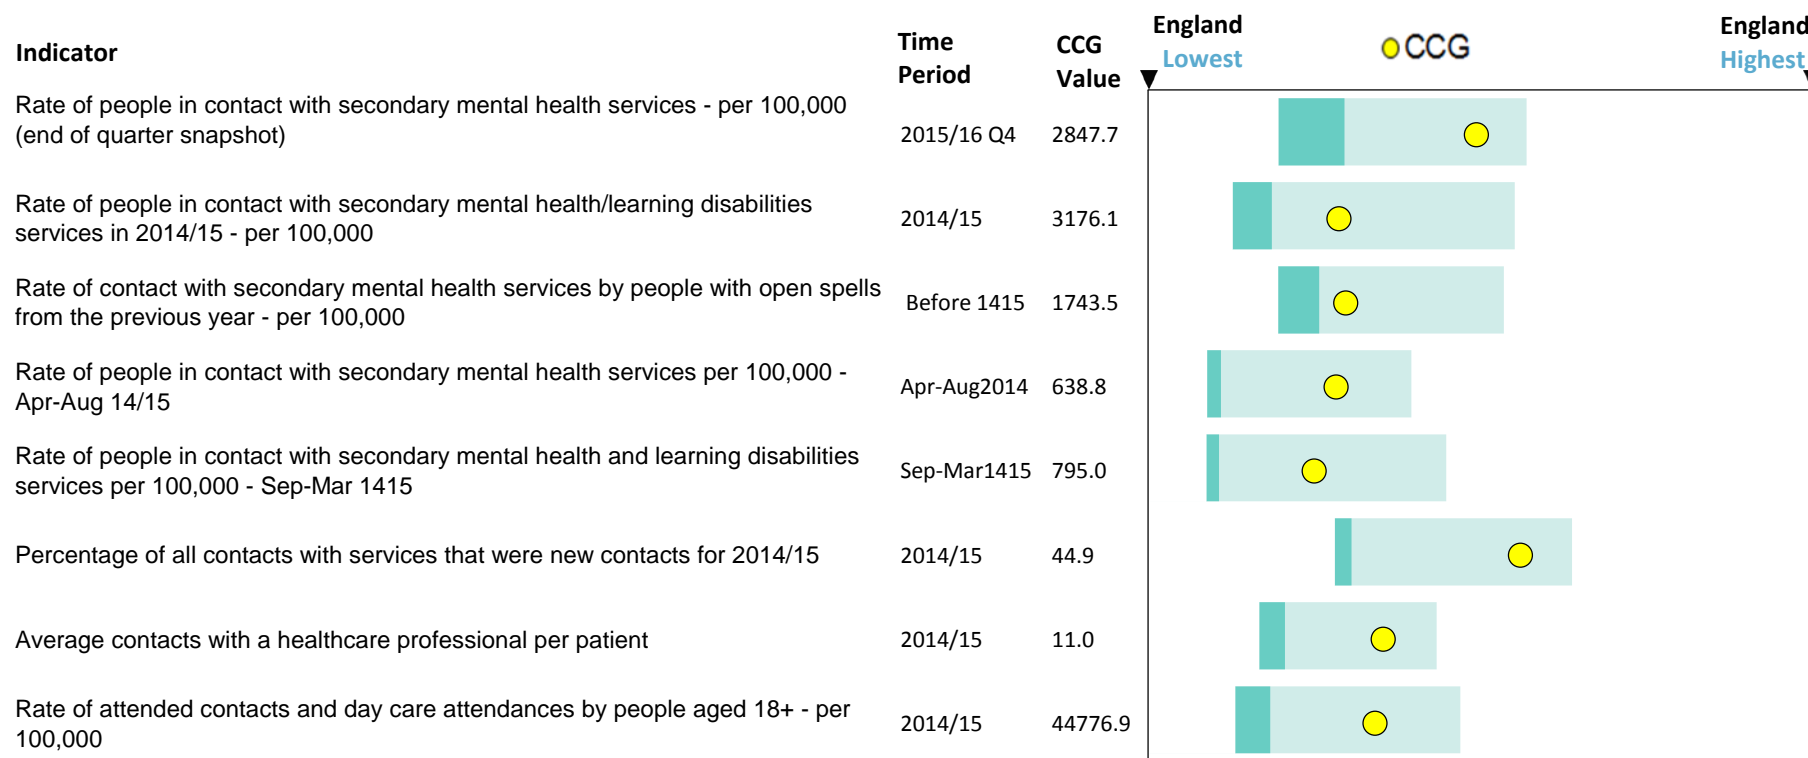 Indicator
Time
Period
CCG
Value
England
Lowest
CCG
England
Highest
Rate of people in contact with secondary mental health services - per 100,000
(end of quarter snapshot)
2015/16 Q4
2847.7
Rate of people in contact with secondary mental health/learning disabilities
services in 2014/15 - per 100,000
2014/15
3176.1
Rate of contact with secondary mental health services by people with open spells
from the previous year - per 100,000
Before 1415
1743.5
Rate of people in contact with secondary mental health services per 100,000 -
Apr-Aug 14/15
Apr-Aug2014
638.8
Rate of people in contact with secondary mental health and learning disabilities
services per 100,000 - Sep-Mar 1415
Sep-Mar1415
795.0
Percentage of all contacts with services that were new contacts for 2014/15
2014/15
44.9
Average contacts with a healthcare professional per patient
2014/15
11.0
Rate of attended contacts and day care attendances by people aged 18+ - per
100,000
2014/15
44776.9